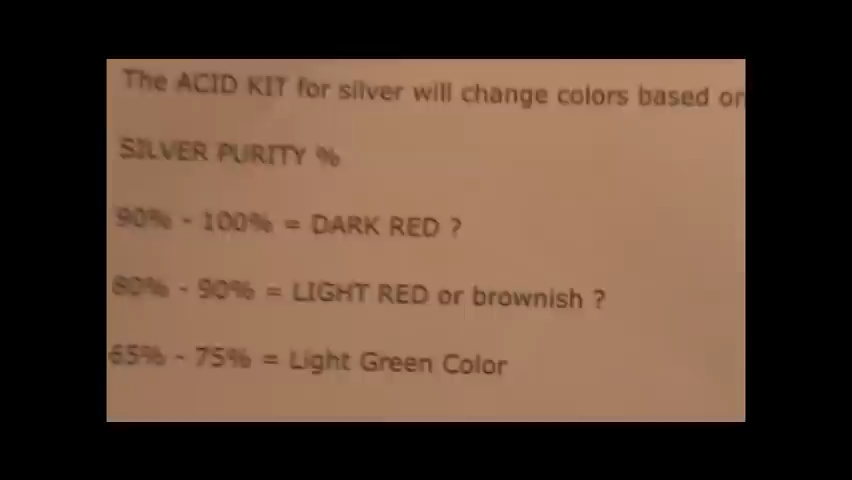 The ACID KIT for silver will change colors based on
SILVER PURITY %
90% - 100% = DARK RED ?
80% - 90% = LIGHT RED or brownish ?
65% - 75% = Light Green Color